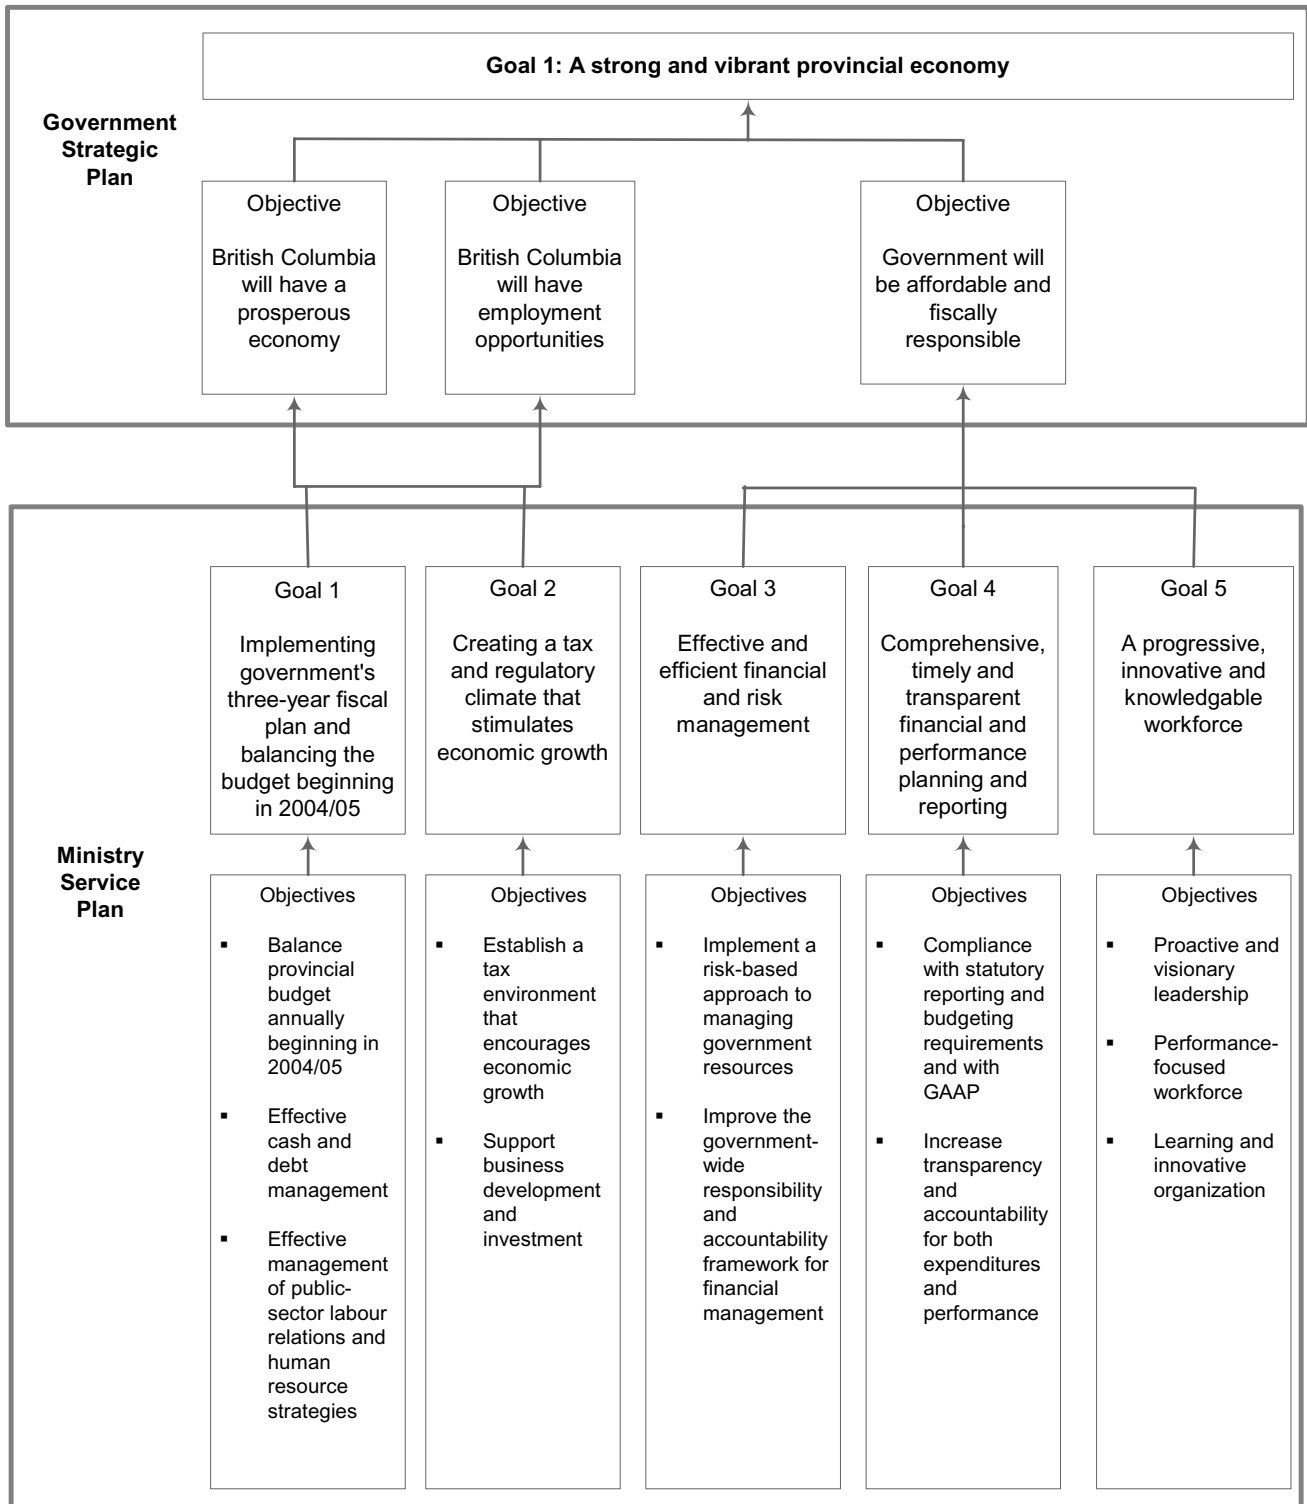 Goal 1: A strong and vibrant provincial economy
Government
Strategic
Plan
Objective
British Columbia
will have a
prosperous
economy
Objective
British Columbia
will have
employment
opportunities
Objective
Government will
be affordable and
fiscally
responsible
Ministry
Service
Plan
Goal 1
Implementing
government's
three-year fiscal
plan and
balancing the
budget beginning
in 2004/05
Goal 2
Creating a tax
and regulatory
climate that
stimulates
economic growth
Goal 3
Effective and
efficient financial
and risk
management
Goal 4
Comprehensive,
timely and
transparent
financial and
performance
planning and
reporting
Goal 5
A progressive,
innovative and
knowledgable
workforce
Objectives
▪ Balance
provincial
budget
annually
beginning in
2004/05
▪ Effective
cash and
debt
management
▪ Effective
management
of public-
sector labour
relations and
human
resource
strategies
Objectives
▪ Establish a
tax
environment
that
encourages
economic
growth
▪ Support
business
development
and
investment
Objectives
▪ Implement a
risk-based
approach to
managing
government
resources
▪ Improve the
government-
wide
responsibility
and
accountability
framework for
financial
management
Objectives
▪ Compliance
with statutory
reporting and
budgeting
requirements
and with
GAAP
▪ Increase
transparency
and
accountability
for both
expenditures
and
performance
Objectives
▪ Proactive and
visionary
leadership
▪ Performance-
focused
workforce
▪ Learning and
innovative
organization